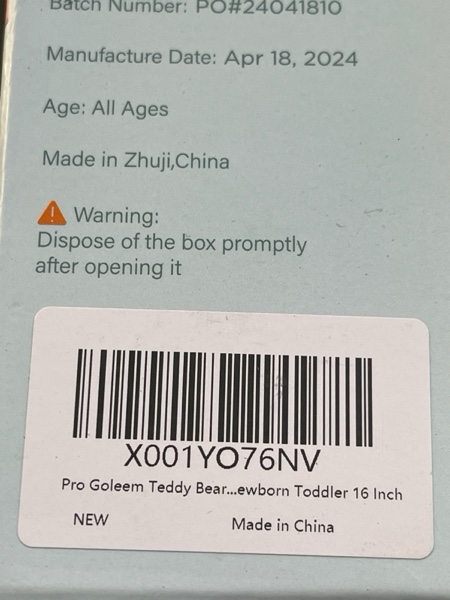 Batch Number: PO#24041810
Manufacture Date: Apr 18, 2024
Age: All Ages
Made in Zhuji,China
Warning:
Dispose of the box promptly
after opening it
X001YO76NV
Pro Goleem Teddy Bear...ewborn Toddler 16 Inch
NEW Made in China